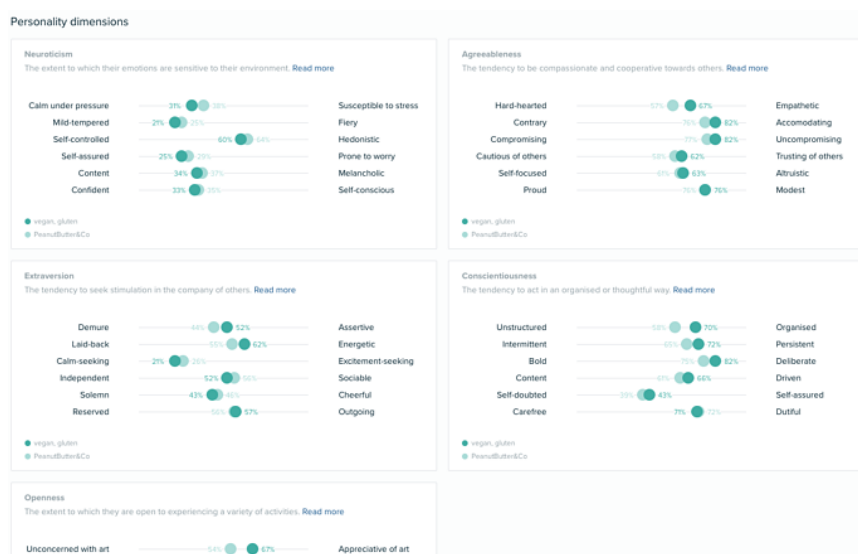 Personality dimensions
Neuroticism
The extent to which their emotions are sensitive to their environment. Read more
Calm under pressure 31% 38% Susceptible to stress
Mild-tempered 21% 25% Fiery
Self-controlled 60% 64% Hedonistic
Self-assured 25% 29% Prone to worry
Content 34% 37% Melancholic
Confident 33% 35% Self-conscious
vegan, gluten
PeanutButter&Co
Agreeableness
The tendency to be compassionate and cooperative towards others. Read more
Hard-hearted 57% 67% Empathetic
Contrary 76% 82% Accomodating
Compromising 77% 82% Uncompromising
Cautious of others 58% 62% Trusting of others
Self-focused 61% 63% Altruistic
Proud 76% Modest
vegan, gluten
PeanutButter&Co
Extraversion
The tendency to seek stimulation in the company of others. Read more
Demure 44% 52% Assertive
Laid-back 55% 62% Energetic
Calm-seeking 21% 26% Excitement-seeking
Independent 52% 56% Sociable
Solemn 43% 46% Cheerful
Reserved 56% 57% Outgoing
vegan, gluten
PeanutButter&Co
Conscientiousness
The tendency to act in an organised or thoughtful way. Read more
Unstructured 58% 70% Organised
Intermittent 65% 72% Persistent
Bold 75% 82% Deliberate
Content 61% 66% Driven
Self-doubted 39% 43% Self-assured
Carefree 71% 72% Dutiful
vegan, gluten
PeanutButter&Co
Openness
The extent to which they are open to experiencing a variety of activities. Read more
Unconcerned with art 54% 67% Appreciative of art